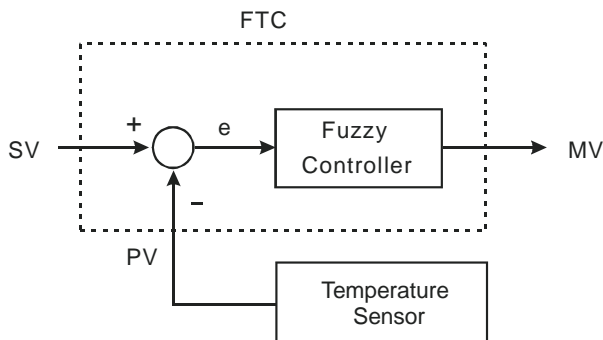 FTC
+
e
Fuzzy
Controller
SV
MV
−
PV
Temperature
Sensor